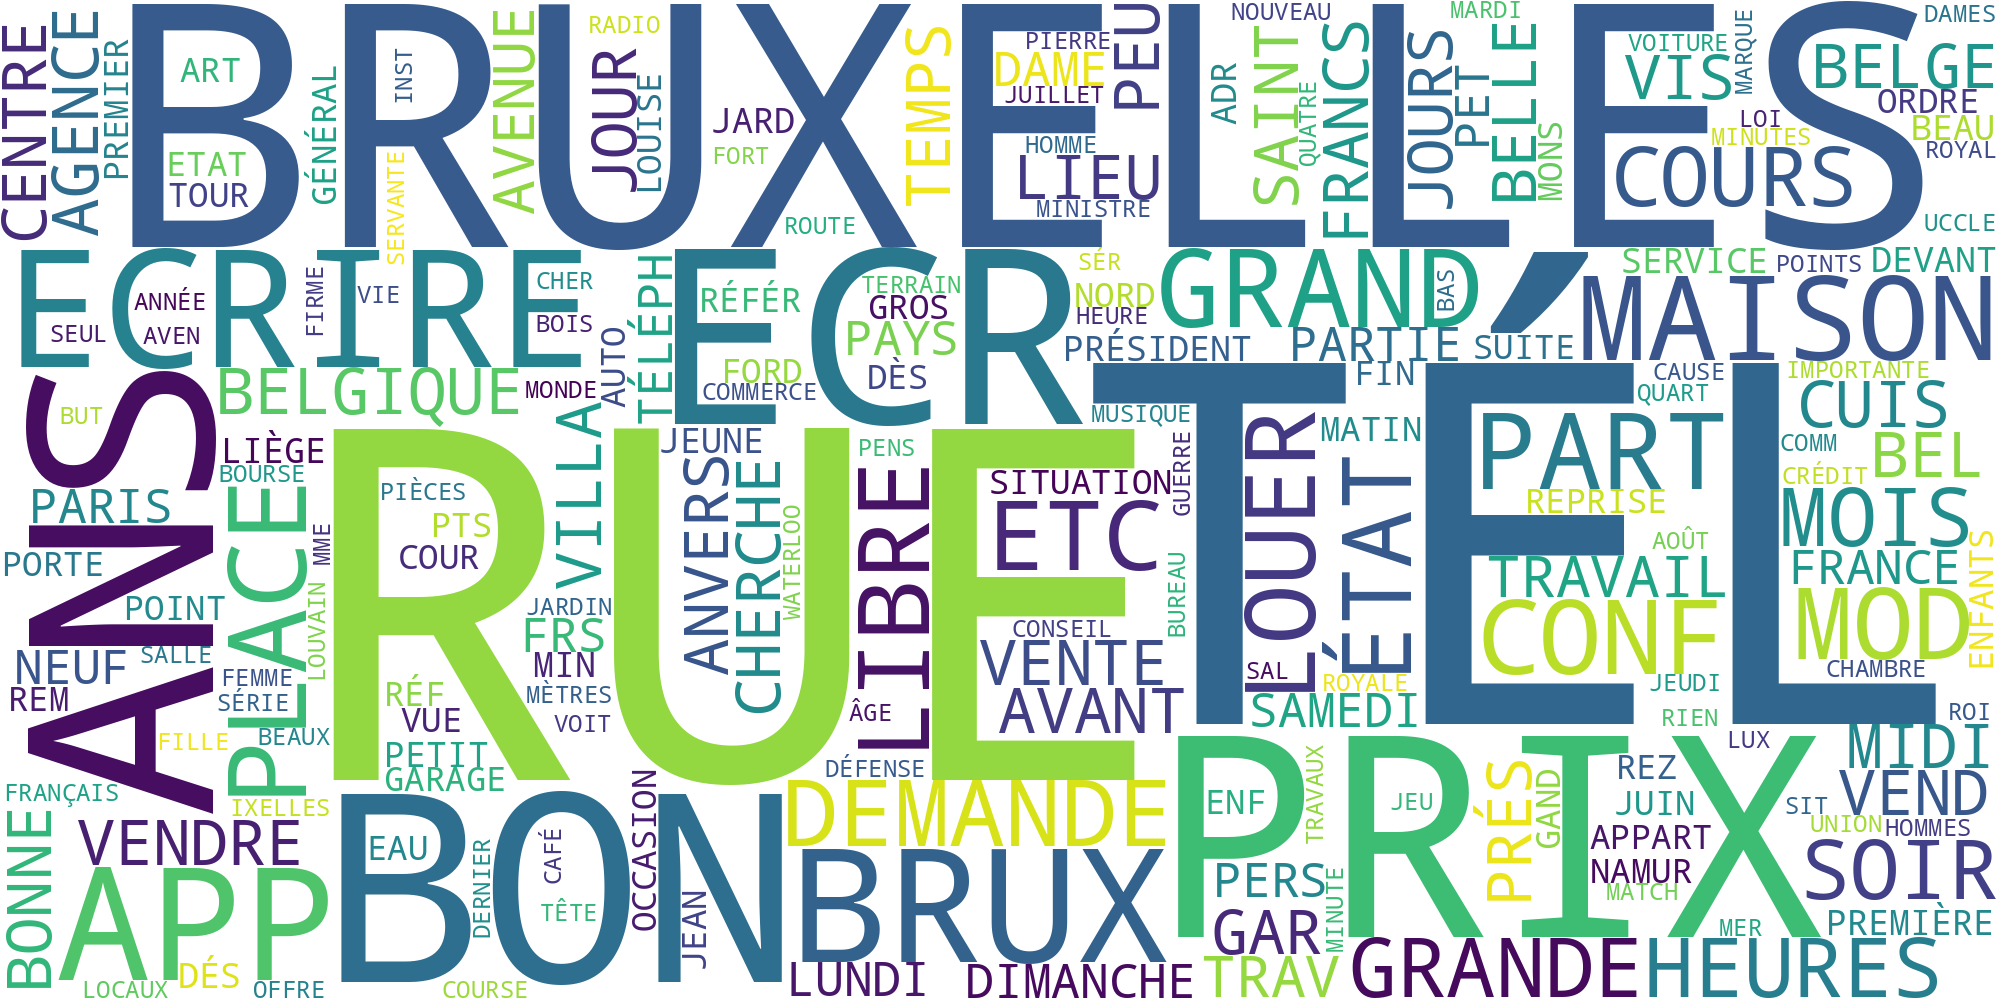 BRUXELLES
CENTRE
AGENCE
PREMIER
ART
ETAT
TOUR
GÉNÉRAL
INST
SERVANTE
AVENUE
RADIO
JOUR
LOUISE
JARD
FORT
ROUTE
TEMPS
PIERRE
DAME
JUILLET
HOMME
LIEU
MINISTRE
PEU
NOUVEAU
ADR
SAINT
QUATRE
FRANCS
MARDI
JOURS
PET
BELLE
MONS
VOITURE
VIS
MARQUE
LOI
MINUTES
COURS
DAMES
BELGE
ORDRE
BEAU
ROYAL
UCCLE
ECRIRE
ANNÉE
SEUL
AVEN
FIRME
VIE
CHER
BOIS
AUTO
TÉLÉPH
ECR
RÉFÉR
FORD
COMMERCE
TERRAIN
GROS
PAYS
DÈS
SÉR
NORD
HEURE
PRÉSIDENT
GRAND
PARTIE
BAS
SUITE
SERVICE
POINTS
DEVANT
MAISON
ANS
BUT
BELGIQUE
MONDE
LIÈGE
BOURSE
PARIS
PORTE
POINT
NEUF
SALLE
REM
PLACE
FEMME
SÉRIE
BEAUX
FILLE
LOUVAIN
MME
RUE
PIÈCES
PTS
COUR
RÉF
VUE
PETIT
GARAGE
VILLA
JARDIN
FRS
MIN
MÈTRES
VOIT
JEUNE
ANVERS
CHERCHE
WATERLOO
PENS
LIBRE
ÂGE
DÉFENSE
MUSIQUE
SITUATION
GUERRE
ETC
CONSEIL
BUREAU
VENTE
AVANT
TÉL
LOUER
SAL
FIN
MATIN
ÉTAT
ROYALE
SAMEDI
CAUSE
QUART
IMPORTANTE
PART
REPRISE
CUIS
COMM
BEL
CRÉDIT
MOIS
AOÛT
TRAVAIL
FRANCE
CONF
MOD
ENFANTS
CHAMBRE
JEUDI
RIEN
ROI
LUX
MIDI
FRANÇAIS
IXELLES
BONNE
VENDRE
APP
DÉS
LOCAUX
OFFRE
BON
EAU
DERNIER
CAFÉ
TÊTE
COURSE
OCCASION
JEAN
DEMANDE
BRUX
LUNDI
DIMANCHE
PRIX
ENF
TRAVAUX
JEU
PERS
GAR
MINUTE
TRAV
PRÉS
GAND
REZ
JUIN
APPART
NAMUR
MATCH
SIT
VEND
UNION
HOMMES
SOIR
MER
PREMIÈRE
GRANDE
HEURES